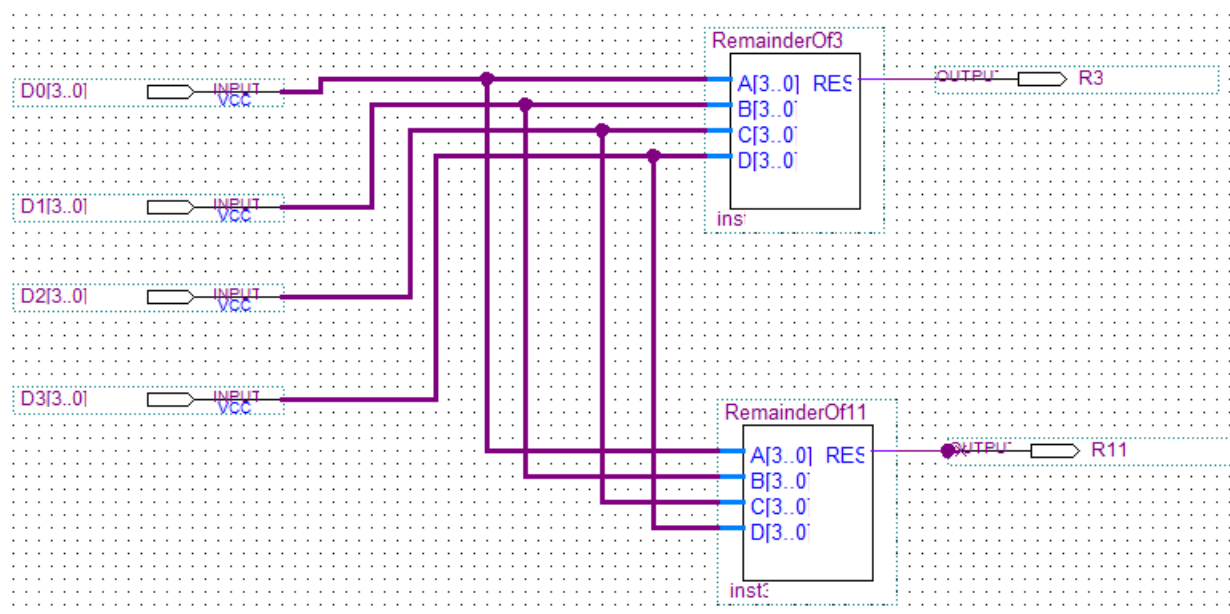 RemainderOf3
D0[3..0] INPUT VCC
A[3..0] RES
OUTPUT R3
B[3..0]
C[3..0]
D[3..0]
D1[3..0] INPUT VCC
inst
D2[3..0] INPUT VCC
D3[3..0] INPUT VCC
RemainderOf11
A[3..0] RES
OUTPUT R11
B[3..0]
C[3..0]
D[3..0]
inst3